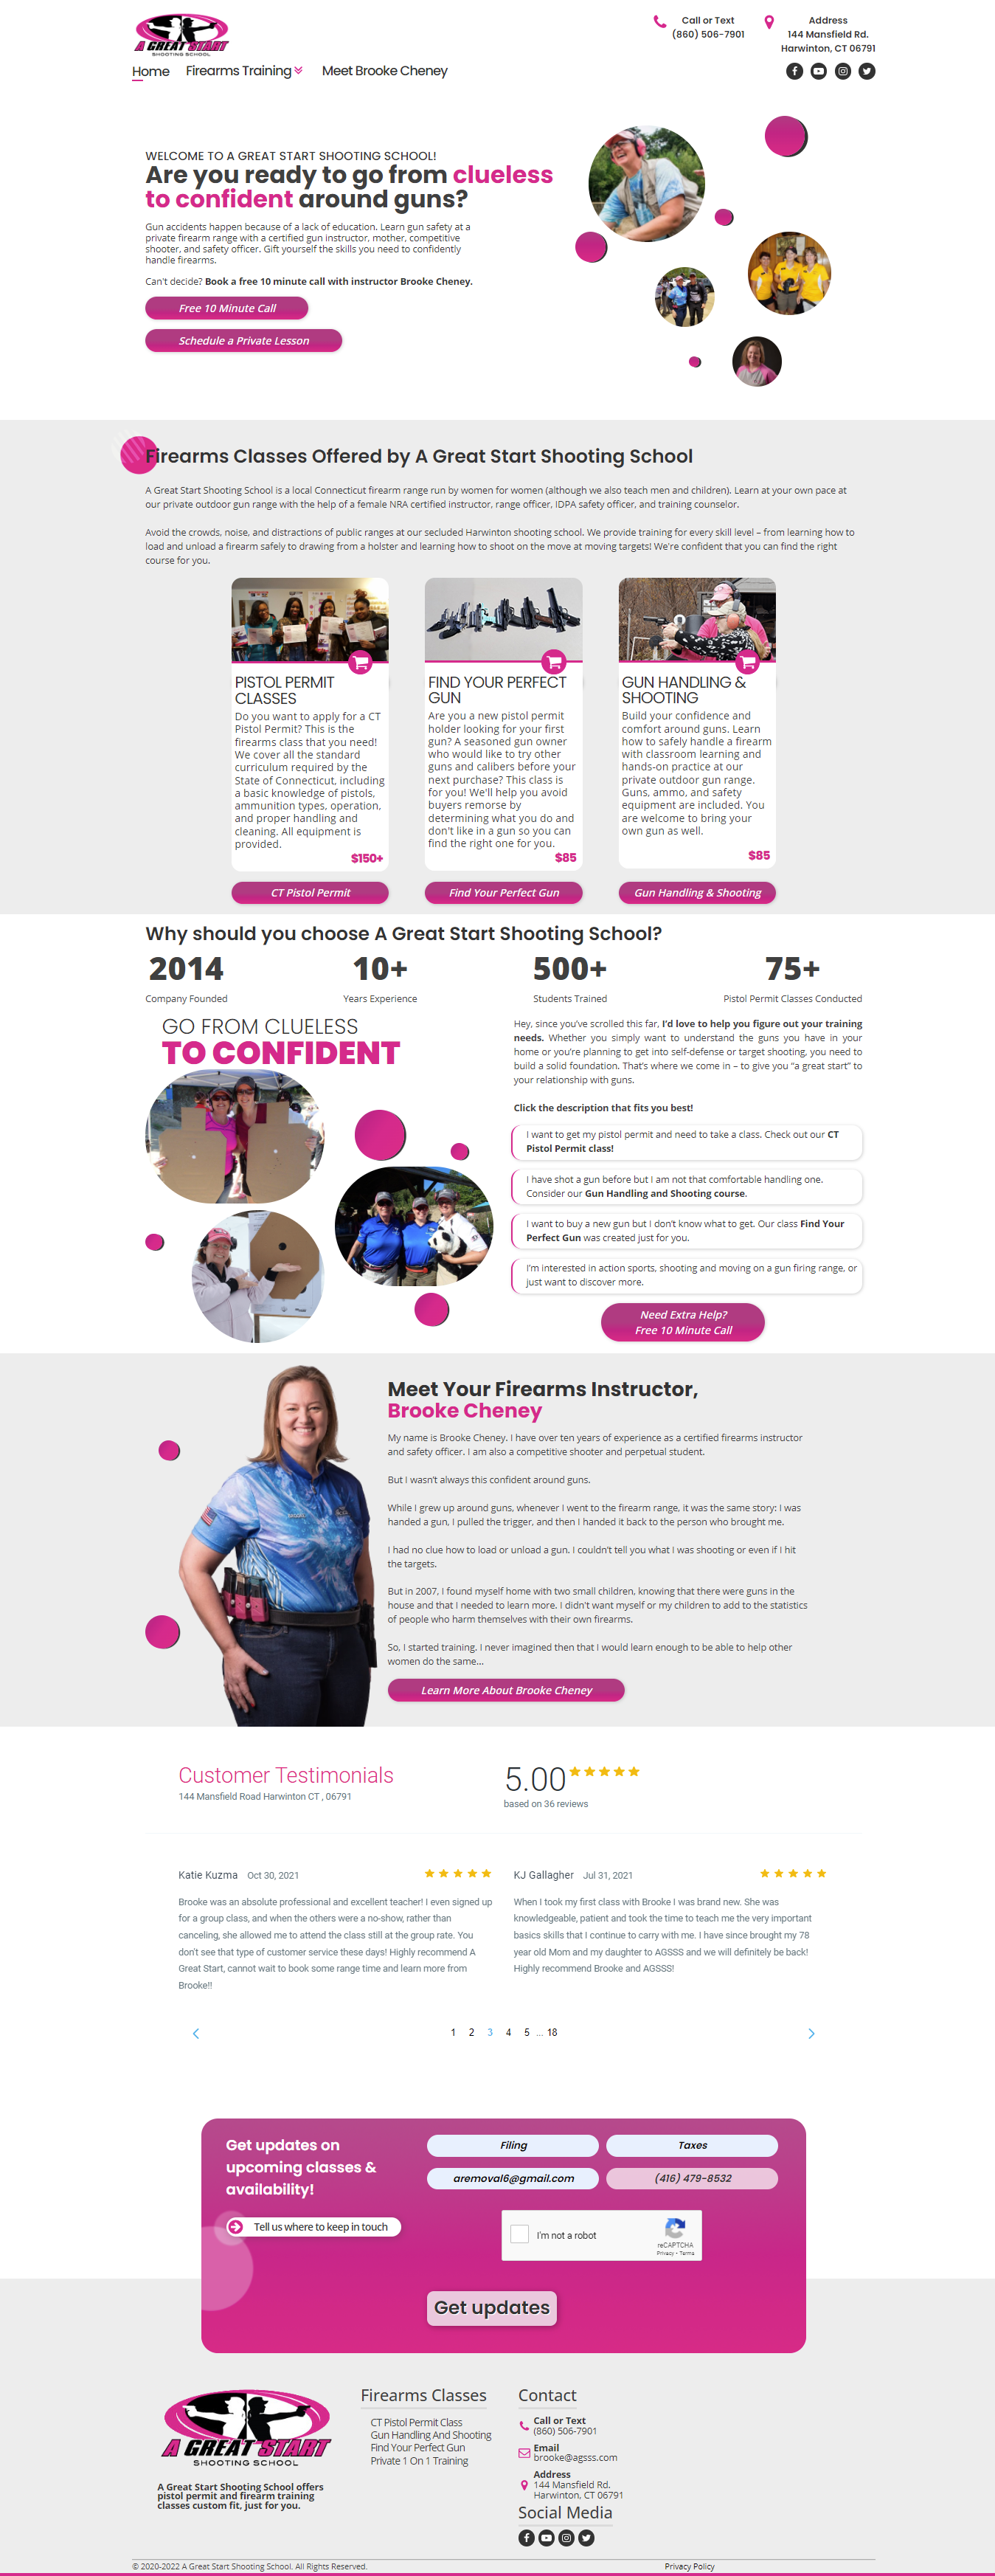 A GREAT START
SHOOTING SCHOOL
Call or Text
(860) 506-7901
Address
144 Mansfield Rd.
Harwinton, CT 06791
Home
Firearms Training
Meet Brooke Cheney
WELCOME TO A GREAT START SHOOTING SCHOOL!
Are you ready to go from clueless
to confident around guns?
Gun accidents happen because of a lack of education. Learn gun safety at a
private firearm range with a certified gun instructor, mother, competitive
shooter, and safety officer. Gift yourself the skills you need to confidently
handle firearms.
Can't decide? Book a free 10 minute call with instructor Brooke Cheney.
Free 10 Minute Call
Schedule a Private Lesson
Firearms Classes Offered by A Great Start Shooting School
A Great Start Shooting School is a local Connecticut firearm range run by women for women (although we also teach men and children). Learn at your own pace at
our private outdoor gun range with the help of a female NRA certified instructor, range officer, IDPA safety officer, and training counselor.
Avoid the crowds, noise, and distractions of public ranges at our secluded Harwinton shooting school. We provide training for every skill level – from learning how to
load and unload a firearm safely to drawing from a holster and learning how to shoot on the move at moving targets! We're confident that you can find the right
course for you.
PISTOL PERMIT
CLASSES
Do you want to apply for a CT
Pistol Permit? This is the
firearms class that you need!
We cover all the standard
curriculum required by the
State of Connecticut, including
a basic knowledge of pistols,
ammunition types, operation,
and proper handling and
cleaning. All equipment is
provided.
$150+
CT Pistol Permit
FIND YOUR PERFECT
GUN
Are you a new pistol permit
holder looking for your first
gun? A seasoned gun owner
who would like to try other
guns and calibers before your
next purchase? This class is
for you! We'll help you avoid
buyers remorse by
determining what you do and
don't like in a gun so you can
find the right one for you.
$85
Find Your Perfect Gun
GUN HANDLING &
SHOOTING
Build your confidence and
comfort around guns. Learn
how to safely handle a firearm
with classroom learning and
hands-on practice at our
private outdoor gun range.
Guns, ammo, and safety
equipment are included. You
are welcome to bring your
own gun as well.
$85
Gun Handling & Shooting
Why should you choose A Great Start Shooting School?
2014
Company Founded
10+
Years Experience
500+
Students Trained
75+
Pistol Permit Classes Conducted
GO FROM CLUELESS
TO CONFIDENT
Hey, since you've scrolled this far, I'd love to help you figure out your training
needs. Whether you simply want to understand the guns you have in your
home or you're planning to get into self-defense or target shooting, you need to
build a solid foundation. That's where we come in – to give you "a great start" to
your relationship with guns.
Click the description that fits you best!
I want to get my pistol permit and need to take a class. Check out our CT
Pistol Permit class!
I have shot a gun before but I am not that comfortable handling one.
Consider our Gun Handling and Shooting course.
I want to buy a new gun but I don't know what to get. Our class Find Your
Perfect Gun was created just for you.
I'm interested in action sports, shooting and moving on a gun firing range, or
just want to discover more.
Need Extra Help?
Free 10 Minute Call
Meet Your Firearms Instructor,
Brooke Cheney
My name is Brooke Cheney. I have over ten years of experience as a certified firearms instructor
and safety officer. I am also a competitive shooter and perpetual student.
But I wasn't always this confident around guns.
While I grew up around guns, whenever I went to the firearm range, it was the same story: I was
handed a gun, I pulled the trigger, and then I handed it back to the person who brought me.
I had no clue how to load or unload a gun. I couldn't tell you what I was shooting or even if I hit
the targets.
But in 2007, I found myself home with two small children, knowing that there were guns in the
house and that I needed to learn more. I didn't want myself or my children to add to the statistics
of people who harm themselves with their own firearms.
So, I started training. I never imagined then that I would learn enough to be able to help other
women do the same...
Learn More About Brooke Cheney
Customer Testimonials
144 Mansfield Road Harwinton CT , 06791
5.00
based on 36 reviews
Katie Kuzma Oct 30, 2021
Brooke was an absolute professional and excellent teacher! I even signed up
for a group class, and when the others were a no-show, rather than
canceling, she allowed me to attend the class still at the group rate. You
don't see that type of customer service these days! Highly recommend A
Great Start, cannot wait to book some range time and learn more from
Brooke!!
KJ Gallagher Jul 31, 2021
When I took my first class with Brooke I was brand new. She was
knowledgeable, patient and took the time to teach me the very important
basics skills that I continue to carry with me. I have since brought my 78
year old Mom and my daughter to AGSSS and we will definitely be back!
Highly recommend Brooke and AGSSS!
1 2 3 4 5 ... 18
Get updates on
upcoming classes &
availability!
Tell us where to keep in touch
Filing
Taxes
aremoval6@gmail.com
(416) 479-8532
I'm not a robot
reCAPTCHA
Privacy - Terms
Get updates
A GREAT START
SHOOTING SCHOOL
A Great Start Shooting School offers
pistol permit and firearm training
classes custom fit, just for you.
Firearms Classes
CT Pistol Permit Class
Gun Handling And Shooting
Find Your Perfect Gun
Private 1 On 1 Training
Contact
Call or Text
(860) 506-7901
Email
brooke@agsss.com
Address
144 Mansfield Rd.
Harwinton, CT 06791
Social Media
© 2020-2022 A Great Start Shooting School. All Rights Reserved.
Privacy Policy